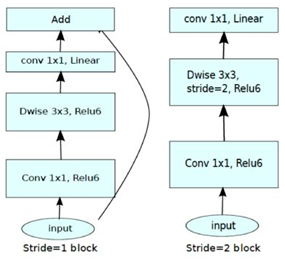 Add
conv 1x1, Linear
Dwise 3x3, Relu6
Conv 1x1, Relu6
input
Stride=1 block
conv 1x1, Linear
Dwise 3x3,
stride=2, Relu6
Conv 1x1, Relu6
input
Stride=2 block